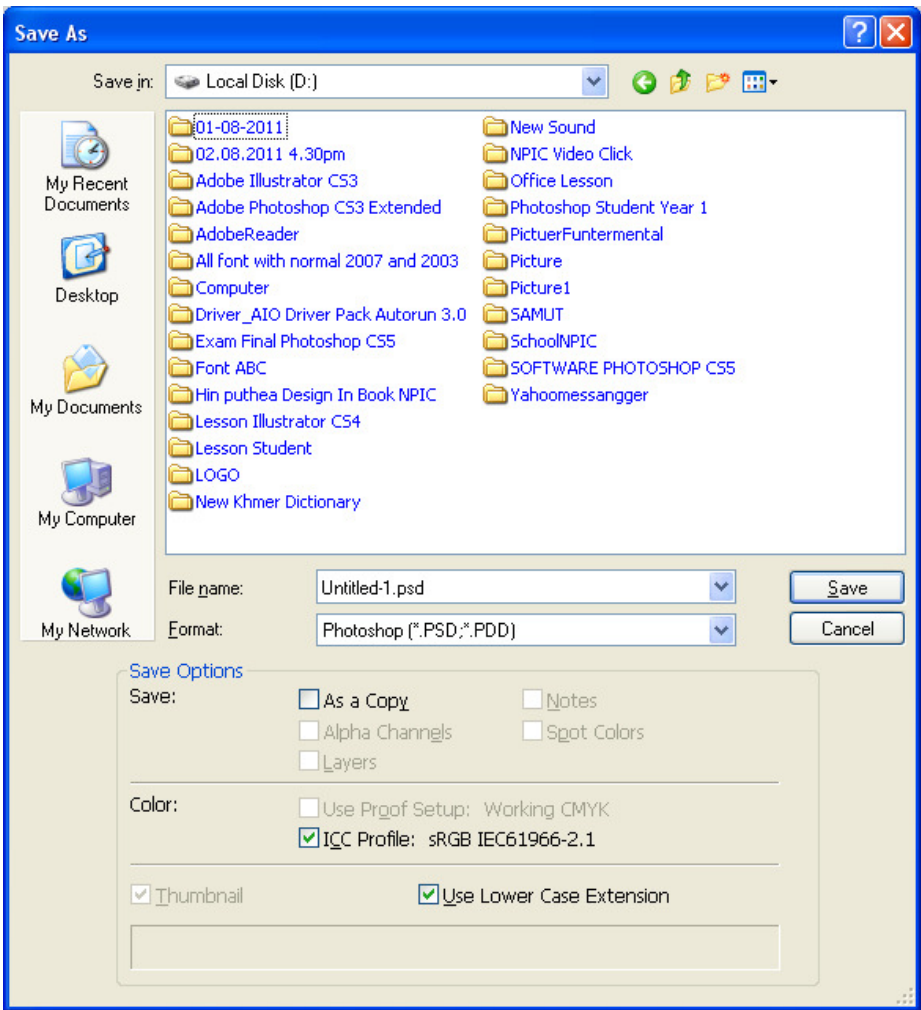 Save As
Save in: Local Disk (D:)
My Recent
Documents
Desktop
My Documents
My Computer
My Network
01-08-2011
02.08.2011 4.30pm
Adobe Illustrator CS3
Adobe Photoshop CS3 Extended
AdobeReader
All font with normal 2007 and 2003
Computer
Driver_AIO Driver Pack Autorun 3.0
Exam Final Photoshop CS5
Font ABC
Hin puthea Design In Book NPIC
Lesson Illustrator CS4
Lesson Student
LOGO
New Khmer Dictionary
New Sound
NPIC Video Click
Office Lesson
Photoshop Student Year 1
PictuerFuntermental
Picture
Picture1
SAMUT
SchoolNPIC
SOFTWARE PHOTOSHOP CS5
Yahoomessangger
File name: Untitled-1.psd Save
Format: Photoshop (*.PSD;*.PDD) Cancel
Save Options
Save: As a Copy Notes
Alpha Channels Spot Colors
Layers
Color: Use Proof Setup: Working CMYK
ICC Profile: sRGB IEC61966-2.1
Thumbnail Use Lower Case Extension